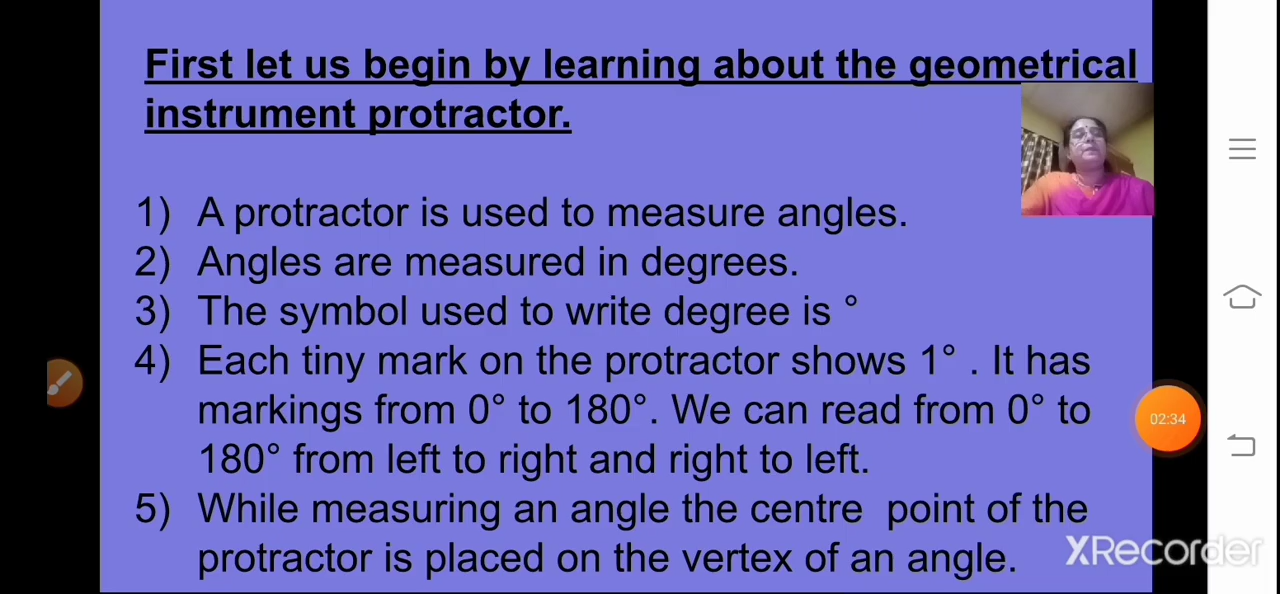 First let us begin by learning about the geometrical
instrument protractor.
1) A protractor is used to measure angles.
2) Angles are measured in degrees.
3) The symbol used to write degree is °
4) Each tiny mark on the protractor shows 1° . It has
markings from 0° to 180°. We can read from 0° to
180° from left to right and right to left.
02:34
5) While measuring an angle the centre  point of the
protractor is placed on the vertex of an angle.
XRecorder